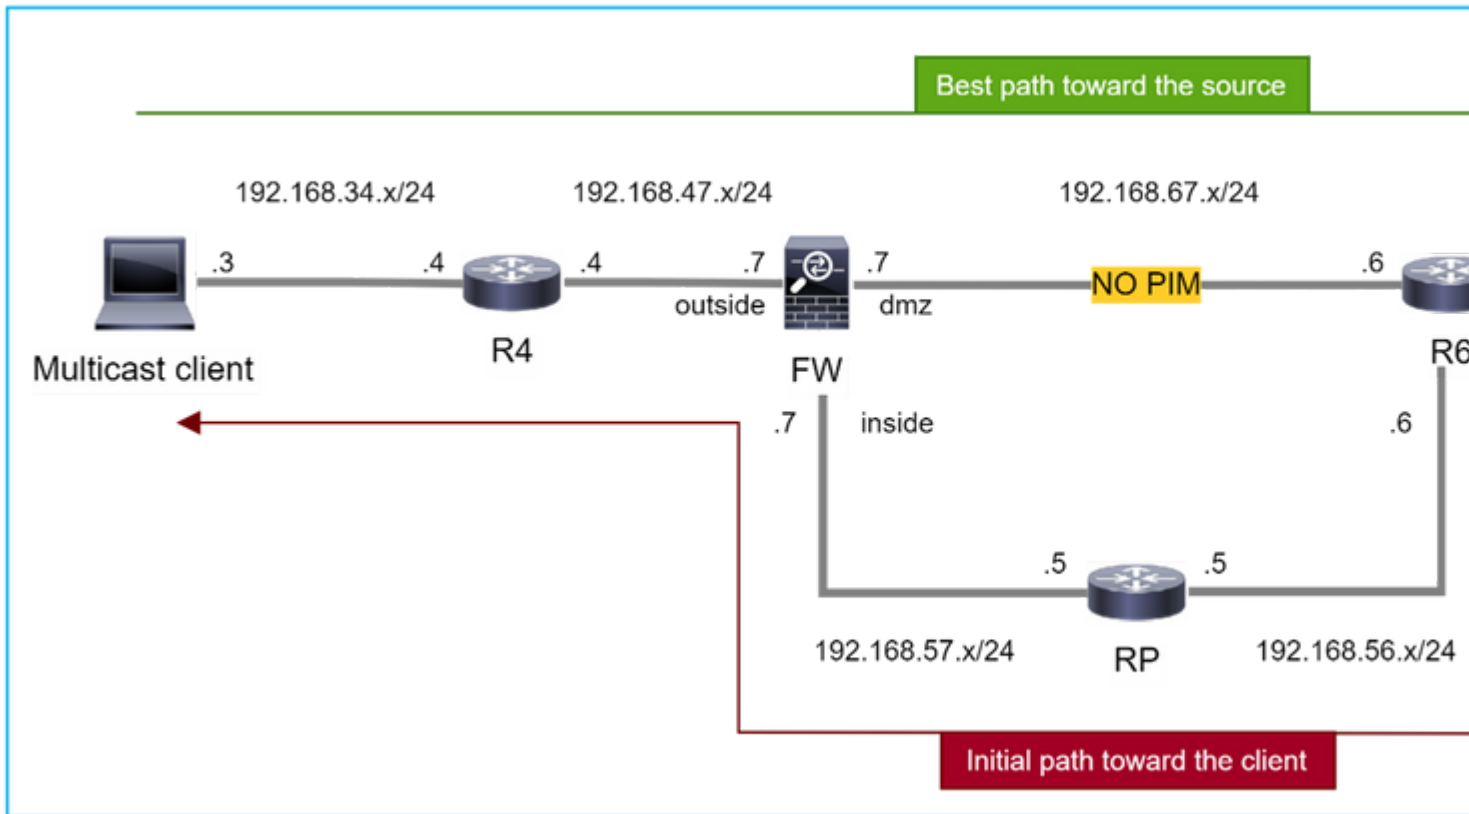 Best path toward the source
192.168.34.x/24
192.168.47.x/24
192.168.67.x/24
.3
.4
.4
.7
.7
.6
outside
dmz
NO PIM
R4
R6
Multicast client
FW
.7
inside
.6
.5
.5
192.168.57.x/24
RP
192.168.56.x/24
Initial path toward the client